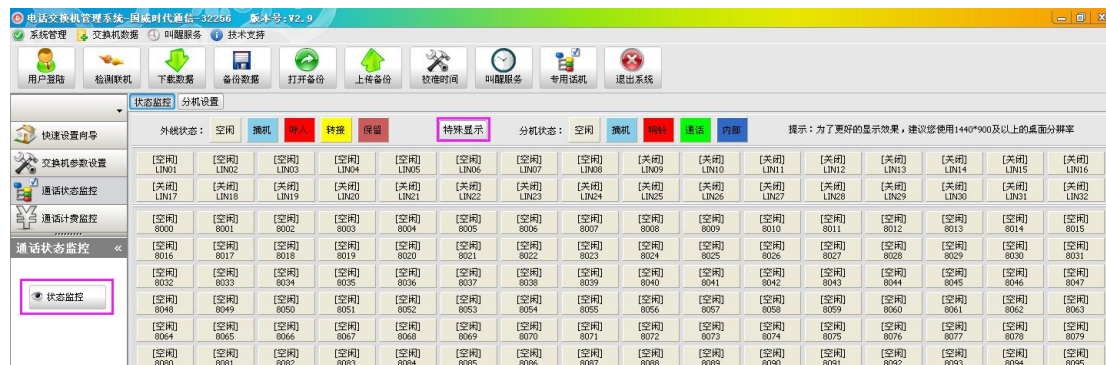 电话交换机管理系统-国威时代通信-32256 版本号:V2.9
系统管理 交换机数据 叫醒服务 技术支持
用户登陆 检测联机 下载数据 备份数据 打开备份 上传备份 校准时间 叫醒服务 专用话机 退出系统
状态监控 分机设置
快速设置向导
交换机参数设置
通话状态监控
通话计费监控
通话状态监控 «
状态监控
外线状态: 空闲 摘机 呼入 转接 保留 特殊显示 分机状态: 空闲 摘机 响铃 通话 内部 提示:为了更好的显示效果,建议您使用1440*900及以上的桌面分辨率
[空闲] [空闲] [空闲] [空闲] [空闲] [空闲] [空闲] [空闲] [关闭] [关闭] [关闭] [关闭] [关闭] [关闭] [关闭] [关闭]
LIN01 LIN02 LIN03 LIN04 LIN05 LIN06 LIN07 LIN08 LIN09 LIN10 LIN11 LIN12 LIN13 LIN14 LIN15 LIN16
[关闭] [关闭] [关闭] [关闭] [关闭] [关闭] [关闭] [关闭] [关闭] [关闭] [关闭] [关闭] [关闭] [关闭] [关闭] [关闭]
LIN17 LIN18 LIN19 LIN20 LIN21 LIN22 LIN23 LIN24 LIN25 LIN26 LIN27 LIN28 LIN29 LIN30 LIN31 LIN32
[空闲] [空闲] [空闲] [空闲] [空闲] [空闲] [空闲] [空闲] [空闲] [空闲] [空闲] [空闲] [空闲] [空闲] [空闲] [空闲]
8000 8001 8002 8003 8004 8005 8006 8007 8008 8009 8010 8011 8012 8013 8014 8015
[空闲] [空闲] [空闲] [空闲] [空闲] [空闲] [空闲] [空闲] [空闲] [空闲] [空闲] [空闲] [空闲] [空闲] [空闲] [空闲]
8016 8017 8018 8019 8020 8021 8022 8023 8024 8025 8026 8027 8028 8029 8030 8031
[空闲] [空闲] [空闲] [空闲] [空闲] [空闲] [空闲] [空闲] [空闲] [空闲] [空闲] [空闲] [空闲] [空闲] [空闲] [空闲]
8032 8033 8034 8035 8036 8037 8038 8039 8040 8041 8042 8043 8044 8045 8046 8047
[空闲] [空闲] [空闲] [空闲] [空闲] [空闲] [空闲] [空闲] [空闲] [空闲] [空闲] [空闲] [空闲] [空闲] [空闲] [空闲]
8048 8049 8050 8051 8052 8053 8054 8055 8056 8057 8058 8059 8060 8061 8062 8063
[空闲] [空闲] [空闲] [空闲] [空闲] [空闲] [空闲] [空闲] [空闲] [空闲] [空闲] [空闲] [空闲] [空闲] [空闲] [空闲]
8064 8065 8066 8067 8068 8069 8070 8071 8072 8073 8074 8075 8076 8077 8078 8079
[空闲] [空闲] [空闲] [空闲] [空闲] [空闲] [空闲] [空闲] [空闲] [空闲] [空闲] [空闲] [空闲] [空闲] [空闲] [空闲]
8080 8081 8082 8083 8084 8085 8086 8087 8088 8089 8090 8091 8092 8093 8094 8095